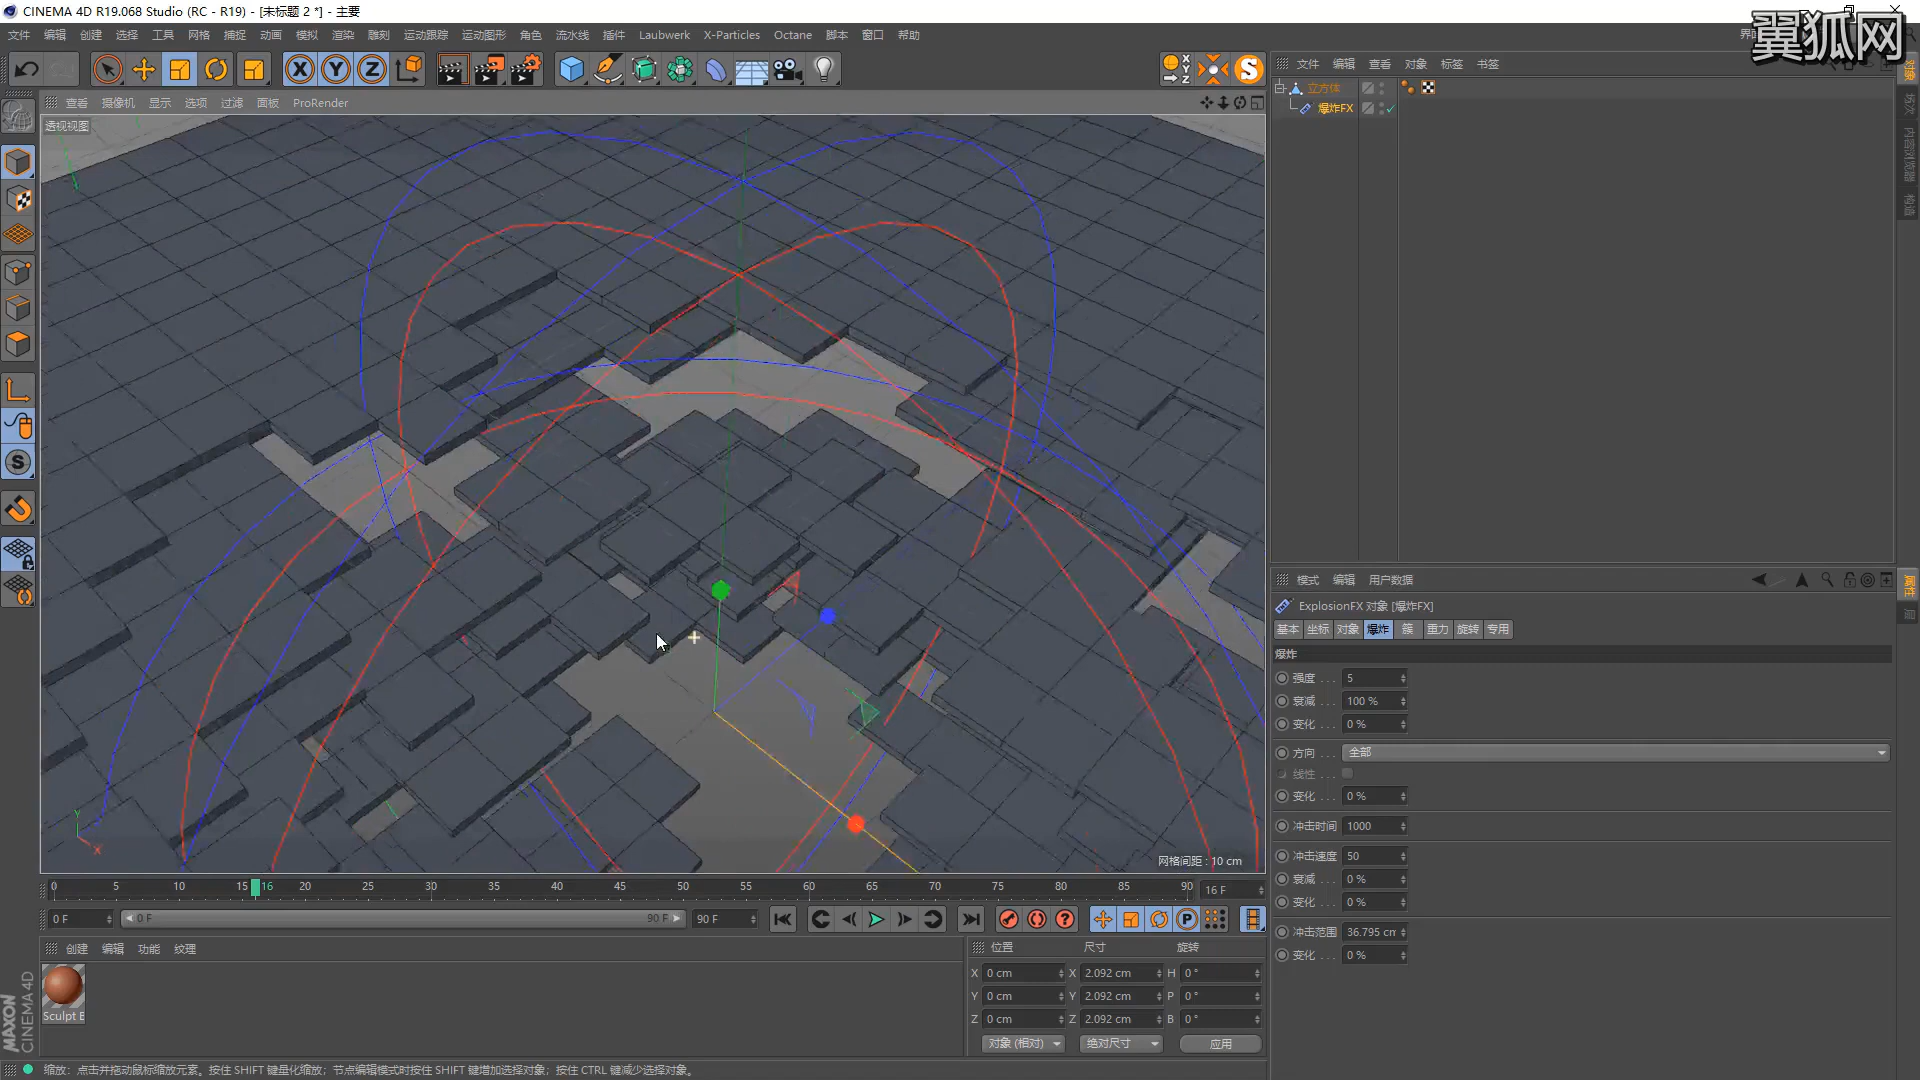 CINEMA 4D R19.068 Studio (RC - R19) - [未标题 2 *] - 主要
翼狐网
文件 编辑 创建 选择 工具 网格 捕捉 动画 模拟 渲染 雕刻 运动跟踪 运动图形 角色 流水线 插件 Laubwerk X-Particles Octane 脚本 窗口 帮助
X Y Z
文件 编辑 查看 对象 标签 书签
查看 摄像机 显示 选项 过滤 面板 ProRender
透视视图
立方体
爆炸FX
对象
场次
内容浏览器
构造
网格间距 : 10 cm
模式 编辑 用户数据
ExplosionFX 对象 [爆炸FX]
基本 坐标 对象 爆炸 簇 重力 旋转 专用
爆炸
强度 . . . 5
衰减 . . . 100 %
变化 . . . 0 %
方向 . . . 全部
线性 . . .
变化 . . . 0 %
冲击时间 1000
冲击速度 50
衰减 . . . 0 %
变化 . . . 0 %
冲击范围 36.795 cm
变化 . . . 0 %
属性
层
0 5 10 15 16 20 25 30 35 40 45 50 55 60 65 70 75 80 85 90 16 F
0 F 0 F 90 F 90 F
创建 编辑 功能 纹理
Sculpt B
位置 尺寸 旋转
X 0 cm X 2.092 cm H 0 °
Y 0 cm Y 2.092 cm P 0 °
Z 0 cm Z 2.092 cm B 0 °
对象 (相对) 绝对尺寸 应用
MAXON CINEMA 4D
缩放: 点击并拖动鼠标缩放元素。按住 SHIFT 键量化缩放; 节点编辑模式时按住 SHIFT 键增加选择对象; 按住 CTRL 键减少选择对象。